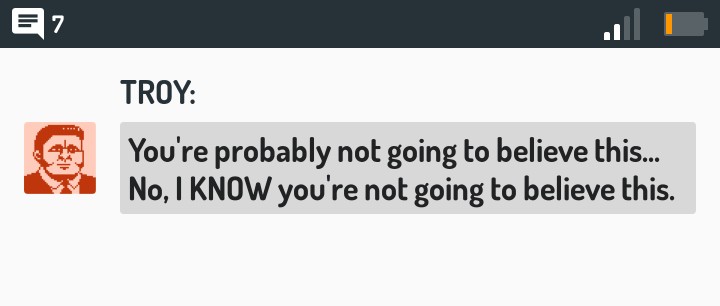 7
TROY:
You're probably not going to believe this...
No, I KNOW you're not going to believe this.